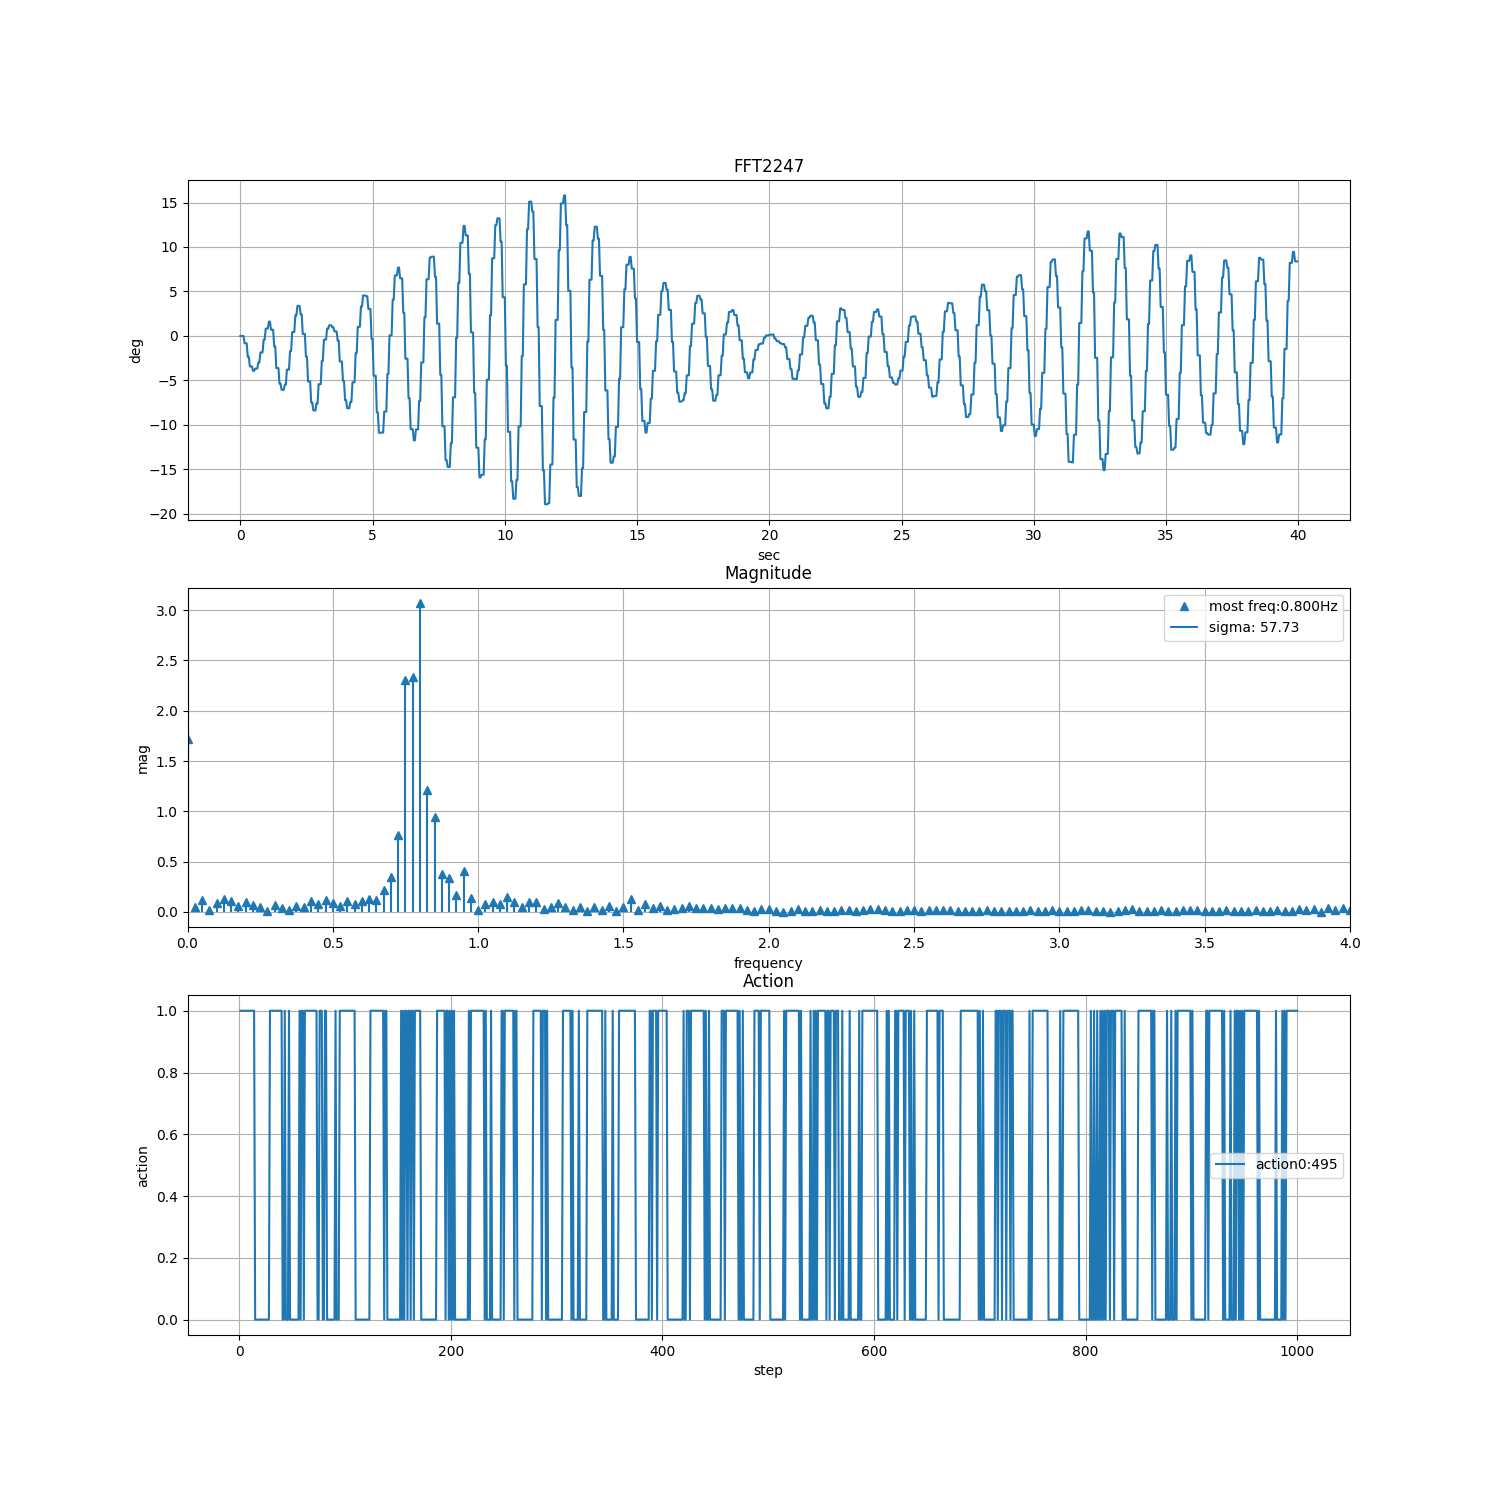 FFT2247
15
10
5
0
−5
−10
−15
−20
deg
0 5 10 15 20 25 30 35 40
sec
Magnitude
3.0
2.5
2.0
1.5
1.0
0.5
0.0
mag
most freq:0.800Hz
sigma: 57.73
0.0 0.5 1.0 1.5 2.0 2.5 3.0 3.5 4.0
frequency
Action
1.0
0.8
0.6
0.4
0.2
0.0
action
action0:495
0 200 400 600 800 1000
step